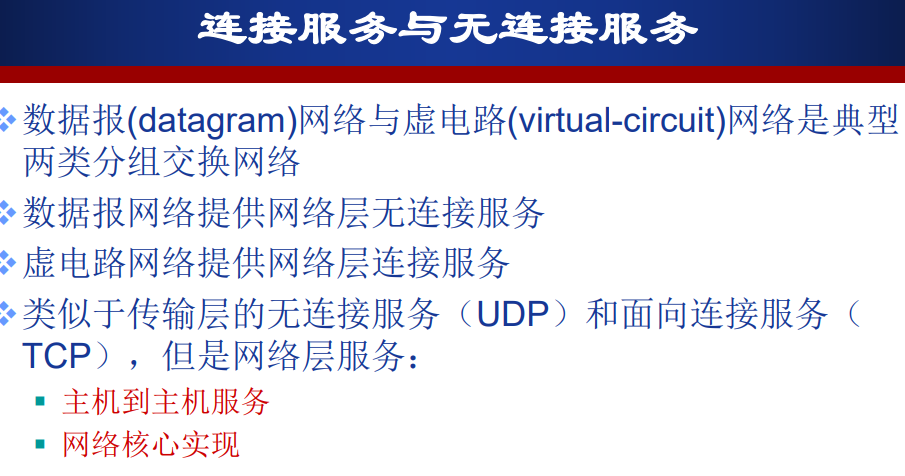 连接服务与无连接服务
数据报(datagram)网络与虚电路(virtual-circuit)网络是典型
两类分组交换网络
数据报网络提供网络层无连接服务
虚电路网络提供网络层连接服务
类似于传输层的无连接服务（UDP）和面向连接服务（
TCP），但是网络层服务：
主机到主机服务
网络核心实现